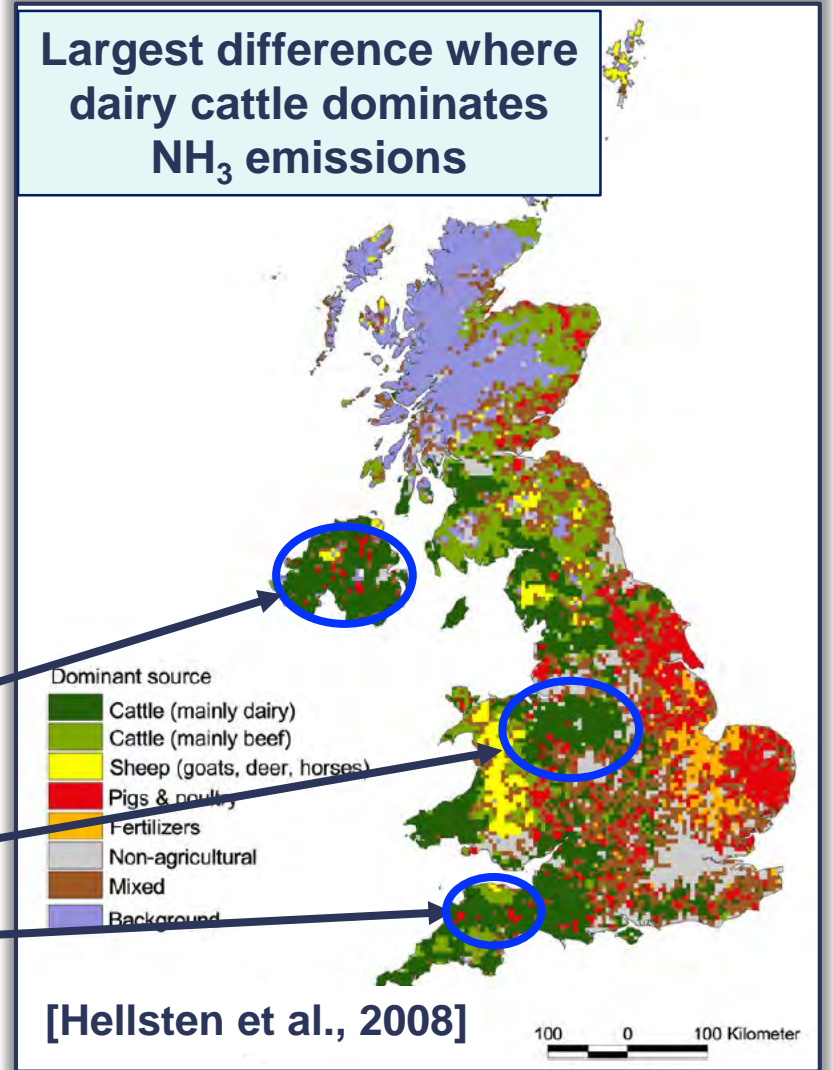 Largest difference where
dairy cattle dominates
NH₃ emissions
Dominant source
Cattle (mainly dairy)
Cattle (mainly beef)
Sheep (goats, deer, horses)
Pigs & poultry
Fertilizers
Non-agricultural
Mixed
Background
[Hellsten et al., 2008]
100 0 100 Kilometer